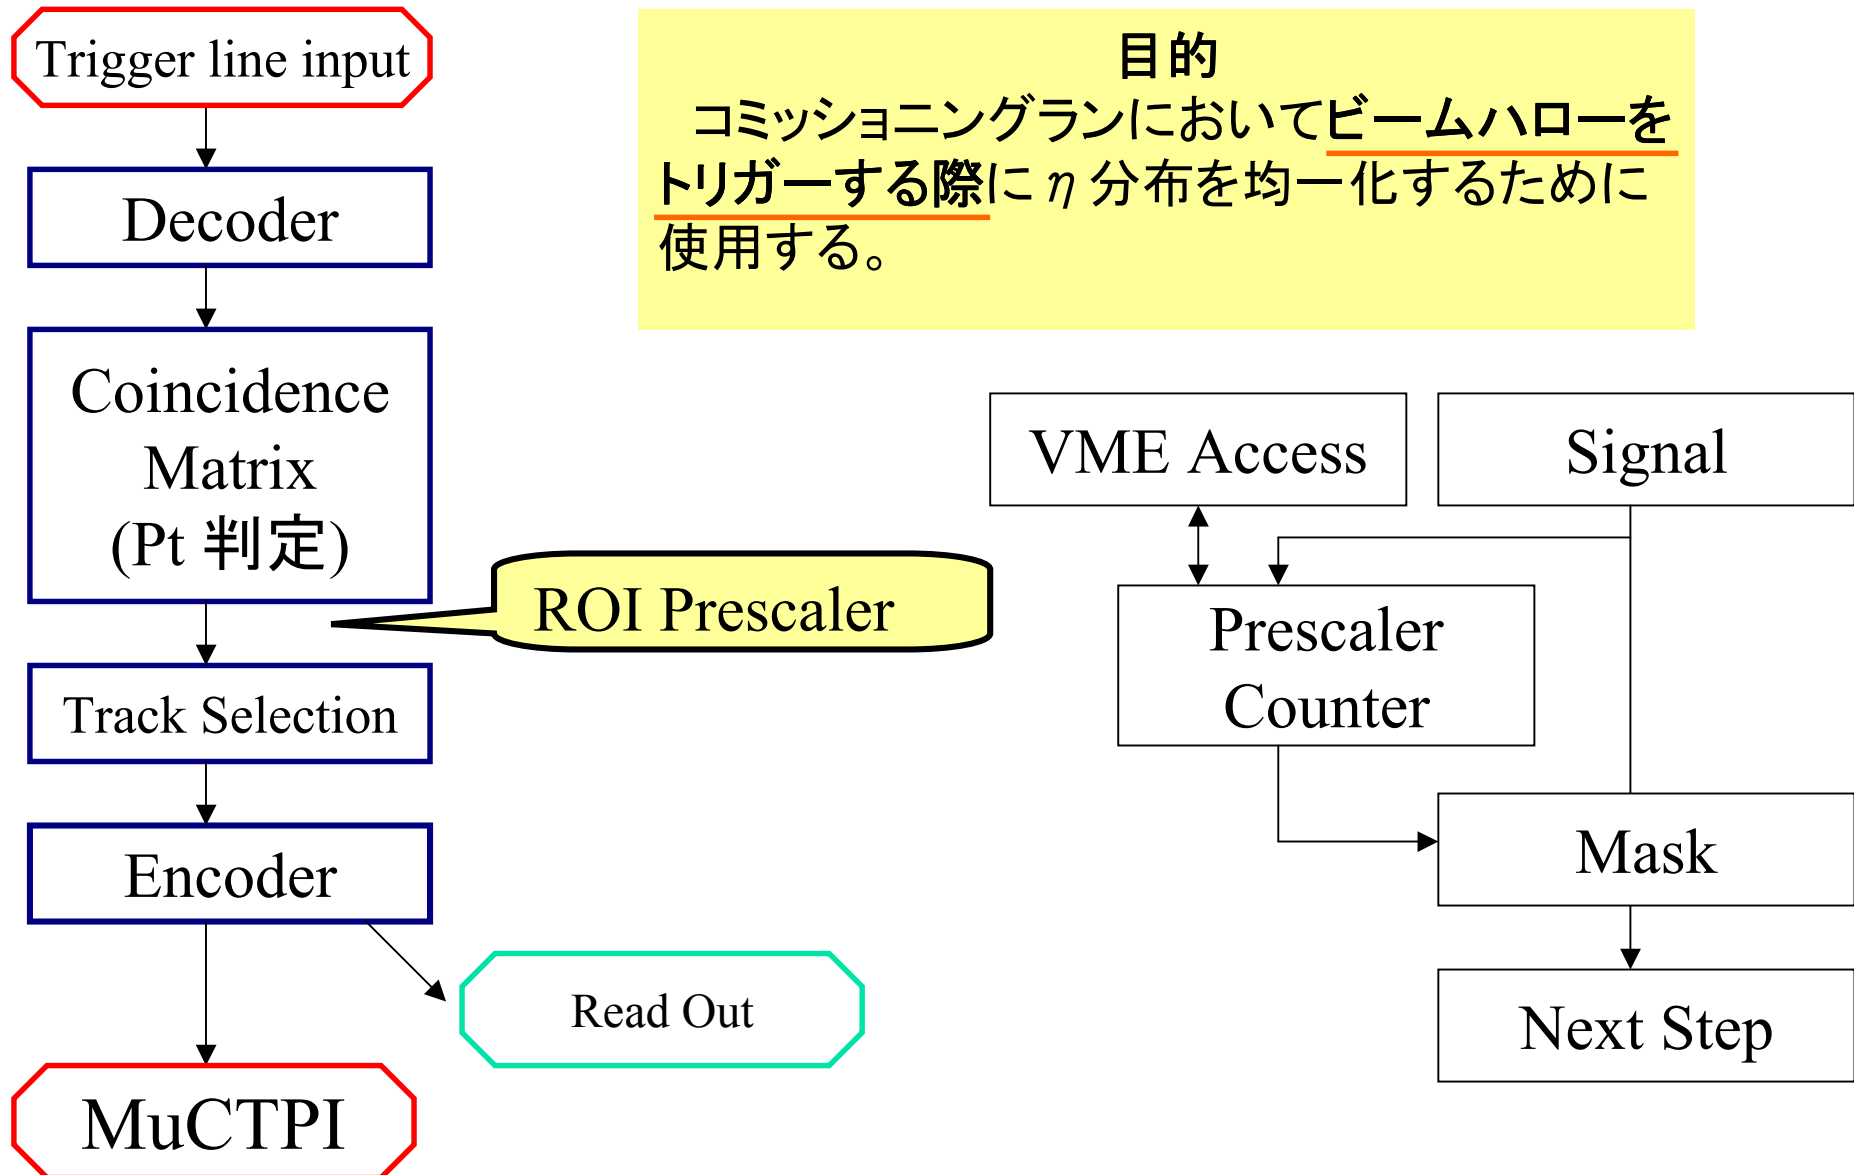 Trigger line input
Decoder
Coincidence
Matrix
(Pt 判定)
Track Selection
Encoder
Read Out
MuCTPI
ROI Prescaler
目的
コミッショニングランにおいてビームハローを
トリガーする際に η 分布を均一化するために
使用する。
VME Access
Signal
Prescaler
Counter
Mask
Next Step